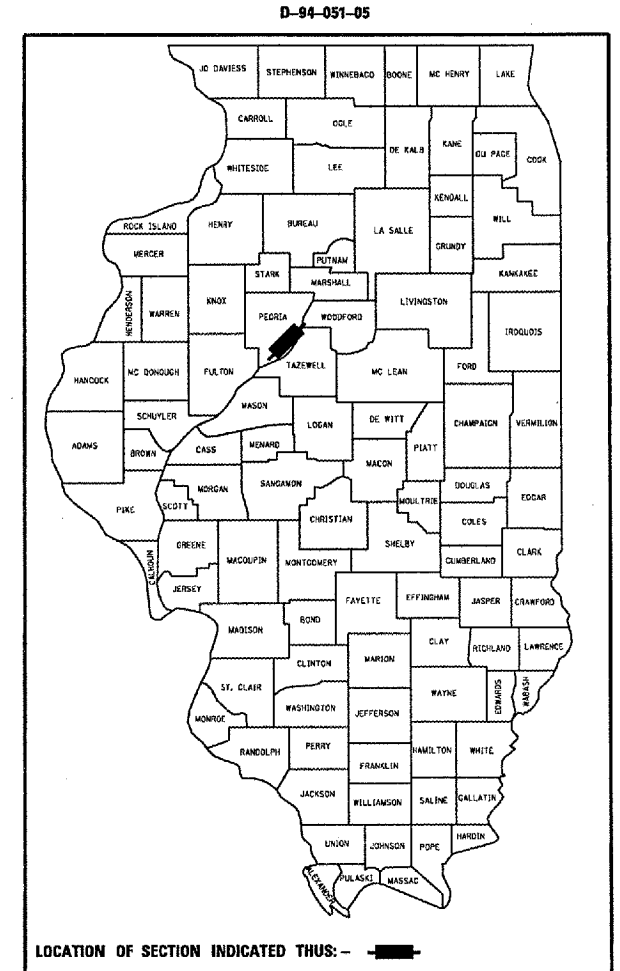 D-94-051-05
JO DAVIESS STEPHENSON WINNEBAGO BOONE MC HENRY LAKE
CARROLL OGLE
DE KALB KANE DU PAGE COOK
WHITESIDE LEE
KENDALL
WILL
ROCK ISLAND HENRY BUREAU LA SALLE
GRUNDY
MERCER PUTNAM
STARK MARSHALL KANKAKEE
HENDERSON WARREN KNOX LIVINGSTON
PEORIA WOODFORD
IROQUOIS
TAZEWELL FORD
HANCOCK MC DONOUGH FULTON MC LEAN
MASON
SCHUYLER DE WITT
LOGAN CHAMPAIGN VERMILION
ADAMS BROWN CASS MENARD PIATT
MACON
SANGAMON DOUGLAS
MORGAN MOULTRIE EDGAR
PIKE SCOTT
CHRISTIAN COLES
GREENE SHELBY
CALHOUN MACOUPIN MONTGOMERY CUMBERLAND CLARK
JERSEY
FAYETTE EFFINGHAM JASPER CRAWFORD
BOND
MADISON CLAY
RICHLAND LAWRENCE
CLINTON MARION
ST. CLAIR WAYNE EDWARDS WABASH
WASHINGTON
MONROE JEFFERSON
RANDOLPH PERRY HAMILTON WHITE
FRANKLIN
JACKSON
WILLIAMSON SALINE GALLATIN
HARDIN
UNION JOHNSON POPE
ALEXANDER PULASKI MASSAC
LOCATION OF SECTION INDICATED THUS: -